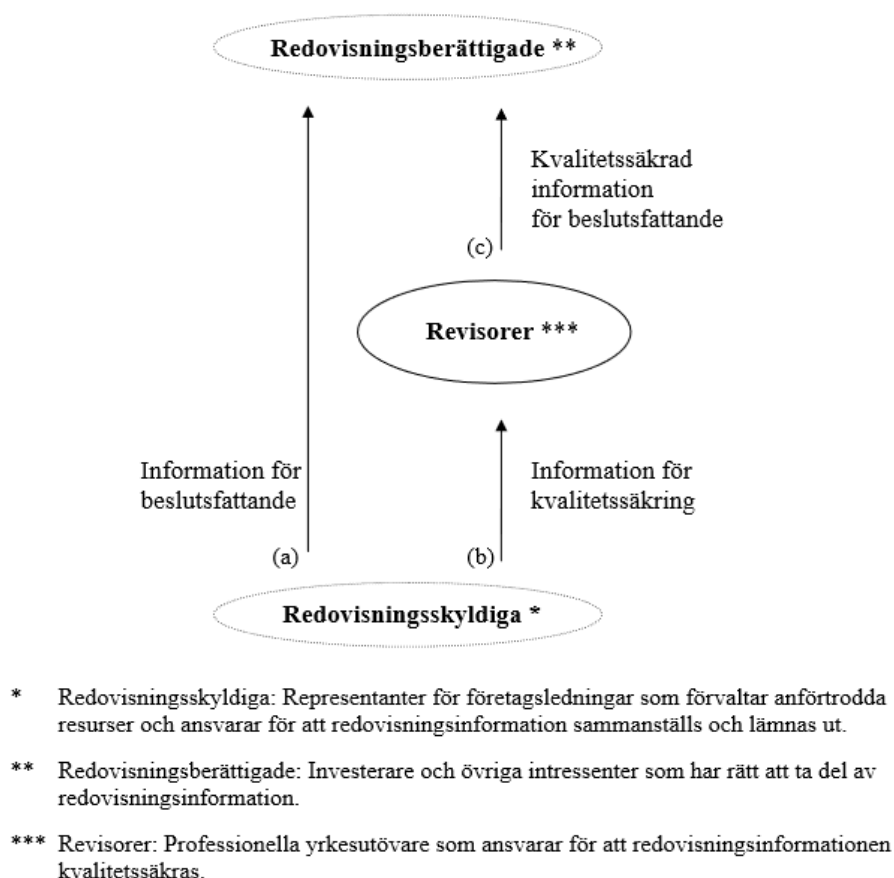 Redovisningsberättigade **
Kvalitetssäkrad
information
för beslutsfattande
(c)
Revisorer ***
Information för
beslutsfattande
Information för
kvalitetssäkring
(a)
(b)
Redovisningsskyldiga *
* Redovisningsskyldiga: Representanter för företagsledningar som förvaltar anförtrodda
resurser och ansvarar för att redovisningsinformation sammanställs och lämnas ut.
** Redovisningsberättigade: Investerare och övriga intressenter som har rätt att ta del av
redovisningsinformation.
*** Revisorer: Professionella yrkesutövare som ansvarar för att redovisningsinformationen
kvalitetssäkras.